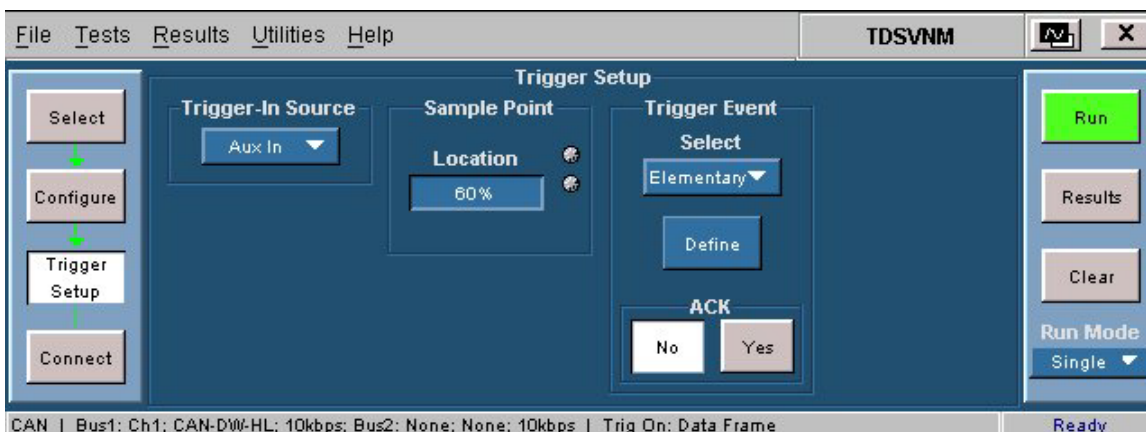 File Tests Results Utilities Help TDSVNM X
Trigger Setup
Select
Configure
Trigger
Setup
Connect
Trigger-In Source
Aux In
Sample Point
Location
60%
Trigger Event
Select
Elementary
Define
ACK
No Yes
Run
Results
Clear
Run Mode
Single
CAN | Bus1: Ch1; CAN-DW-HL; 10kbps; Bus2: None; None; 10kbps | Trig On: Data Frame Ready